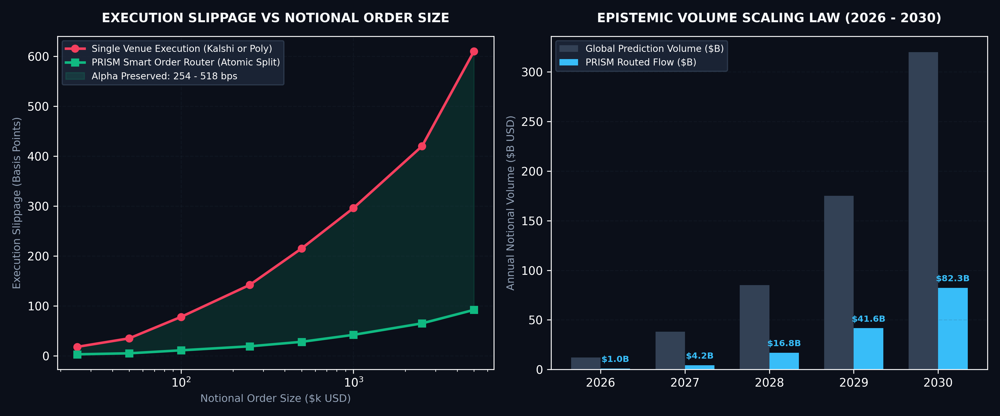 EXECUTION SLIPPAGE VS NOTIONAL ORDER SIZE
Single Venue Execution (Kalshi or Poly)
PRISM Smart Order Router (Atomic Split)
Alpha Preserved: 254 - 518 bps
Execution Slippage (Basis Points)
600
500
400
300
200
100
0
10²
10³
Notional Order Size ($k USD)
EPISTEMIC VOLUME SCALING LAW (2026 - 2030)
Global Prediction Volume ($B)
PRISM Routed Flow ($B)
Annual Notional Volume ($B USD)
300
250
200
150
100
50
0
$1.0B
$4.2B
$16.8B
$41.6B
$82.3B
2026
2027
2028
2029
2030